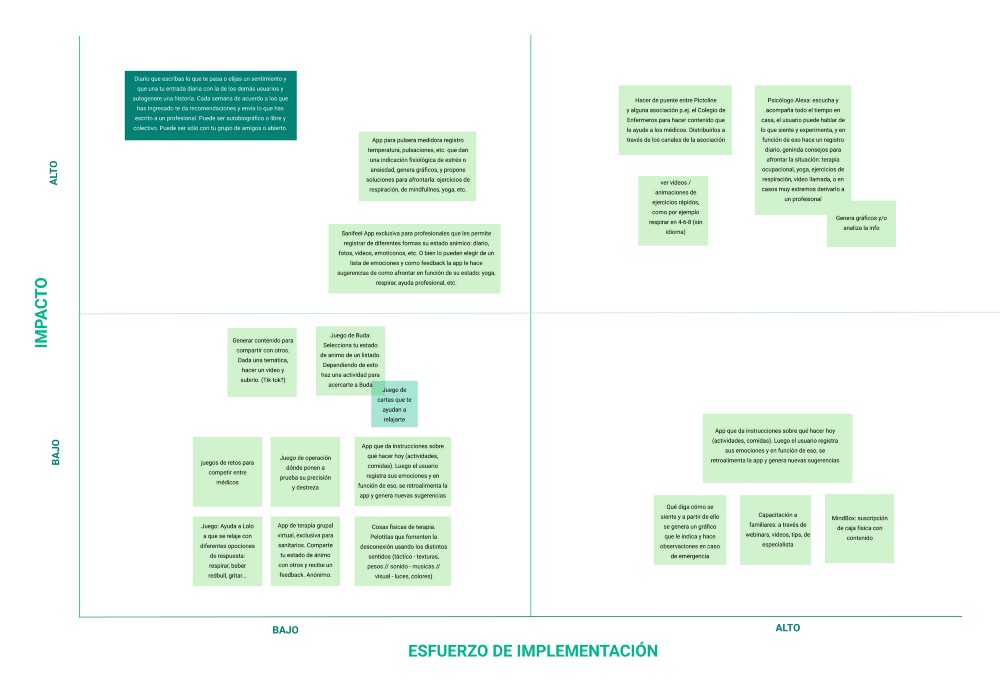 Diario que escribas lo que te pasa o elijas un sentimiento y
que una tu entrada diaria con la de los demás usuarios y
autogenere una historia. Cada semana de acuerdo a los que
has ingresado te da recomendaciones y envía lo que has
escrito a un profesional. Puede ser autobiográfico o libre y
colectivo. Puede ser sólo con tu grupo de amigos o abierto.
App para pulsera medidora registro
temperatura, pulsaciones, etc. que dan
una indicación fisiológica de estrés o
ansiedad, genera gráficos, y propone
soluciones para afrontarla: ejercicios de
respiración, de mindfullnes, yoga, etc.
Sanifeel App exclusiva para profesionales que les permite
registrar de diferentes formas su estado anímico: diario,
fotos, videos, emoticonos, etc. O bien lo pueden elegir de un
lista de emociones y como feedback la app le hace
sugerencias de como afrontar en función de su estado: yoga,
respirar, ayuda profesional, etc.
Hacer de puente entre Pictoline
y alguna asociación p.ej. el Colegio de
Enfermeros para hacer contenido que
le ayude a los médicos. Distribuirlos a
través de los canales de la asociación
Psicólogo Alexa: escucha y
acompaña todo el tiempo en
casa, el usuario puede hablar de
lo que siente y experimenta, y en
función de eso hace un registro
diario, geninda consejos para
afrontar la situación: terapia
ocupacional, yoga, ejercicios de
respiración, video llamada, o en
casos muy extremos derivarlo a
un profesional
ver videos /
animaciones de
ejercicios rápidos,
como por ejemplo
respirar en 4-6-8 (sin
idioma)
Genera gráficos y/o
analiza la info
ALTO
IMPACTO
BAJO
Generar contenido para
compartir con otros.
Dada una temática,
hacer un video y
subirlo. (Tik tok?)
Juego de Buda:
Selecciona tu estado
de animo de un listado.
Dependiendo de esto
haz una actividad para
acercarte a Buda
Juego de
cartas que te
ayudan a
relajarte
juegos de retos para
competir entre
médicos
Juego de operación
dónde ponen a
prueba su precisión
y destreza
App que da instrucciones sobre
qué hacer hoy (actividades,
comidas). Luego el usuario
registra sus emociones y en
función de eso, se retroalimenta la
app y genera nuevas sugerencias
Juego: Ayuda a Lolo
a que se relaje con
diferentes opociones
de respuesta:
respirar, beber
redbull, gritar...
App de terapia grupal
virtual, exclusiva para
sanitarios. Comparte
tu estado de ánimo
con otros y recibe un
feedback. Anónimo.
Cosas físicas de terapia.
Pelotitas que fomenten la
desconexión usando los distintos
sentidos (táctico - texturas,
pesos // sonido - musicas //
visual - luces, colores)
App que da instrucciones sobre qué hacer hoy
(actividades, comidas). Luego el usuario registra
sus emociones y en función de eso, se
retroalimenta la app y genera nuevas sugerencias
Qué diga cómo se
siente y a partir de ello
se genera un gráfico
que le indica y hace
observaciones en caso
de emergencia
Capacitación a
familiares: a través de
webinars, videos, tips, de
especialista
MindBox: suscripción
de caja física con
contenido
BAJO
ALTO
ESFUERZO DE IMPLEMENTACIÓN